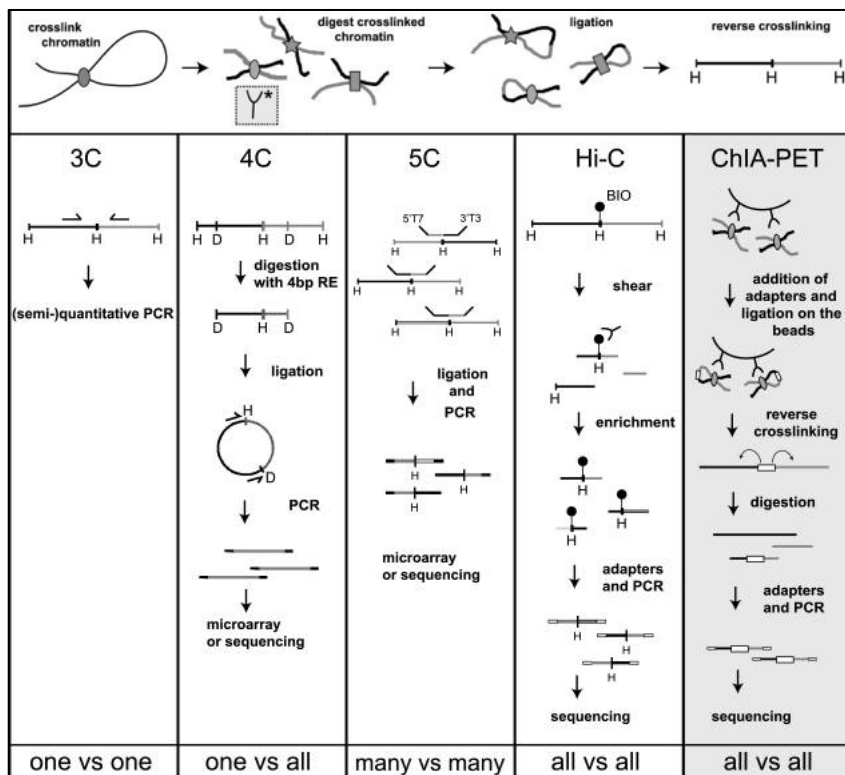 crosslink
chromatin
digest crosslinked
chromatin
ligation
reverse crosslinking
*
H H H
3C
H H H
(semi-)quantitative PCR
one vs one
4C
H D H D H
digestion
with 4bp RE
D H D
ligation
H
D
PCR
microarray
or sequencing
one vs all
5C
5'T7 3'T3
H H H
H H H
H H H
ligation
and
PCR
H
H
H
microarray
or sequencing
many vs many
Hi-C
BIO
H H H
shear
H
H
enrichment
H
H
H
adapters
and PCR
H
H
H
sequencing
all vs all
ChIA-PET
addition of
adapters and
ligation on the
beads
reverse
crosslinking
digestion
adapters
and PCR
sequencing
all vs all